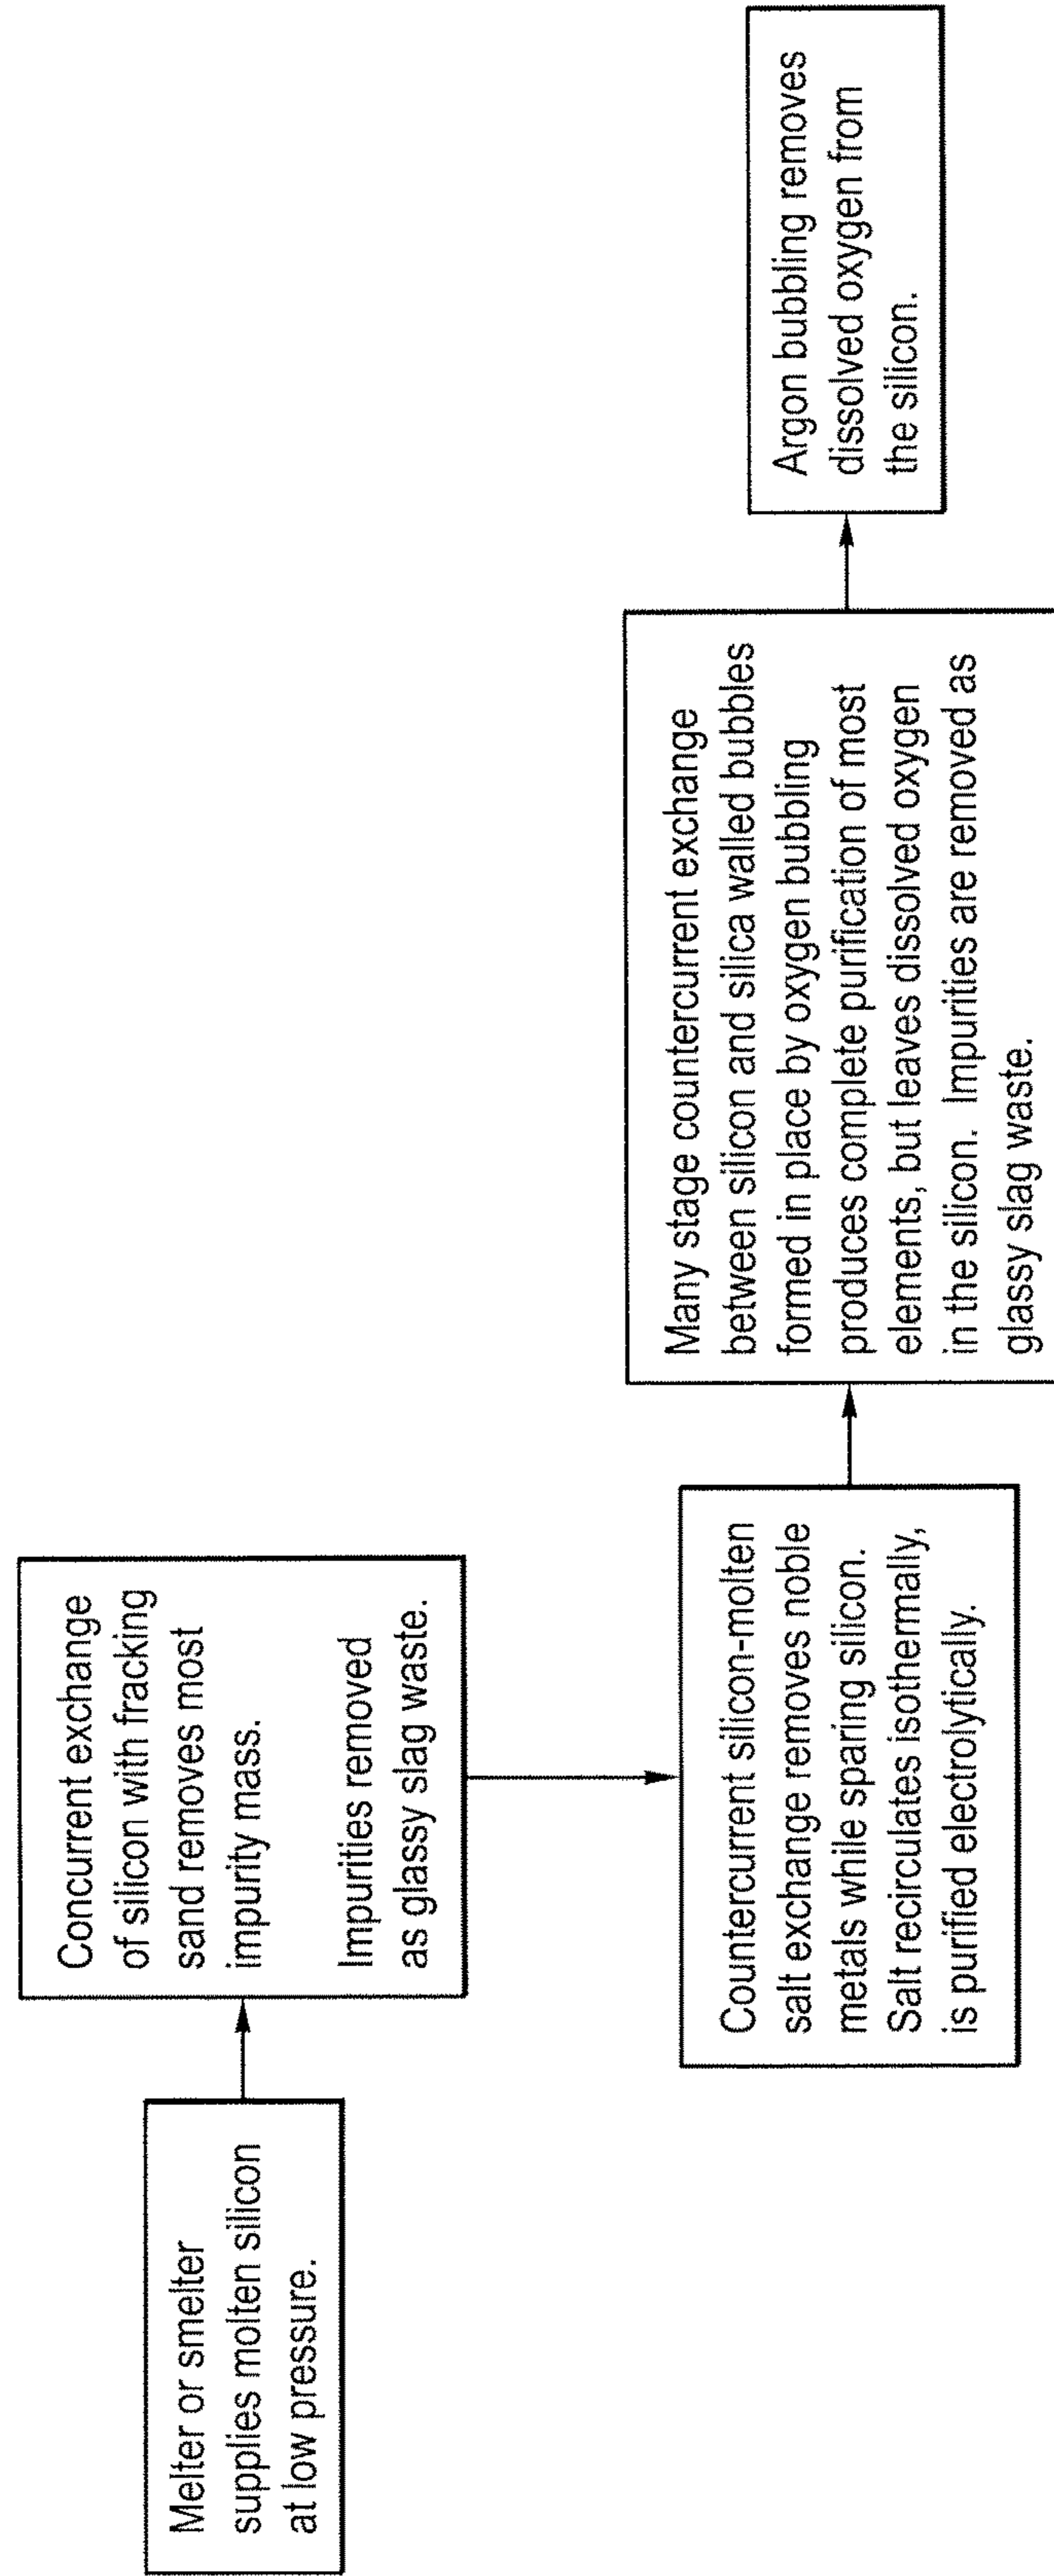 Melter or smelter
supplies molten silicon
at low pressure.
Concurrent exchange
of silicon with fracking
sand removes most
impurity mass.
Impurities removed
as glassy slag waste.
Countercurrent silicon-molten
salt exchange removes noble
metals while sparing silicon.
Salt recirculates isothermally,
is purified electrolytically.
Many stage countercurrent exchange
between silicon and silica walled bubbles
formed in place by oxygen bubbling
produces complete purification of most
elements, but leaves dissolved oxygen
in the silicon. Impurities are removed as
glassy slag waste.
Argon bubbling removes
dissolved oxygen from
the silicon.